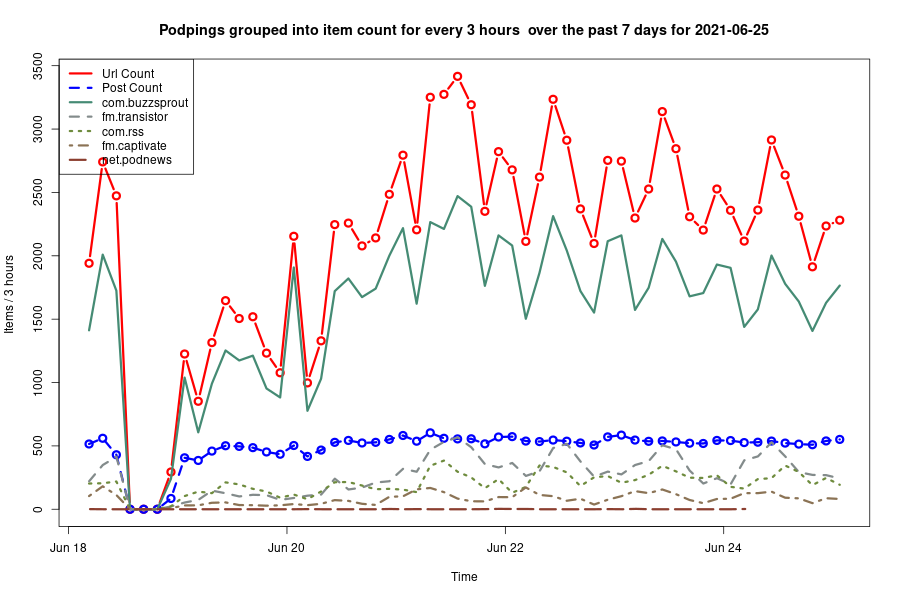 Podpings grouped into item count for every 3 hours  over the past 7 days for 2021-06-25
3500
3000
2500
2000
1500
1000
500
0
Items / 3 hours
Url Count
Post Count
com.buzzsprout
fm.transistor
com.rss
fm.captivate
net.podnews
Jun 18
Jun 20
Jun 22
Jun 24
Time